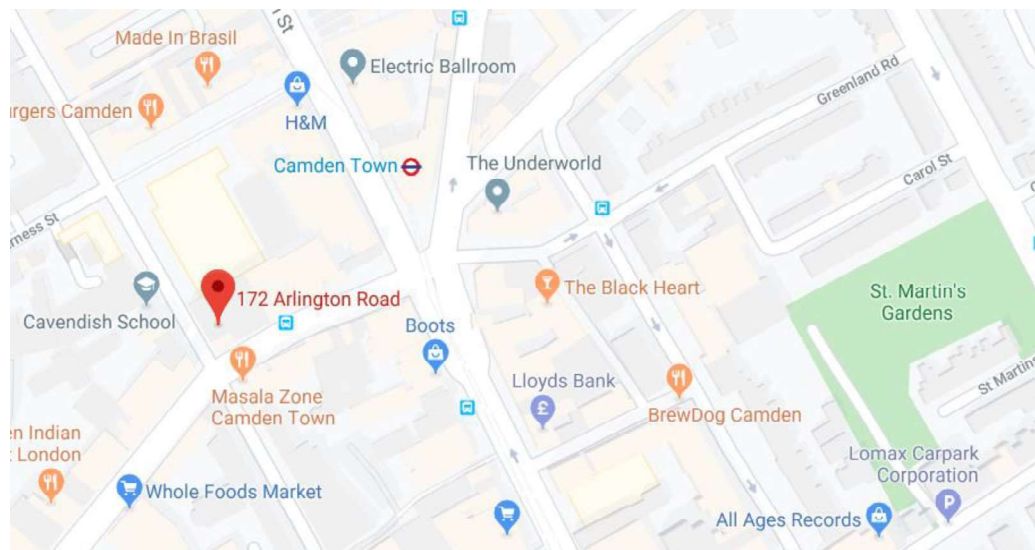 St
Made In Brasil
Electric Ballroom
Greenland Rd
urgers Camden
H&M
Camden Town
The Underworld
Carol St
rness St
172 Arlington Road
The Black Heart
St. Martin's
Gardens
Cavendish School
Boots
Lloyds Bank
£
St Martin
Masala Zone
Camden Town
BrewDog Camden
en Indian
t London
Lomax Carpark
Corporation
P
Whole Foods Market
All Ages Records